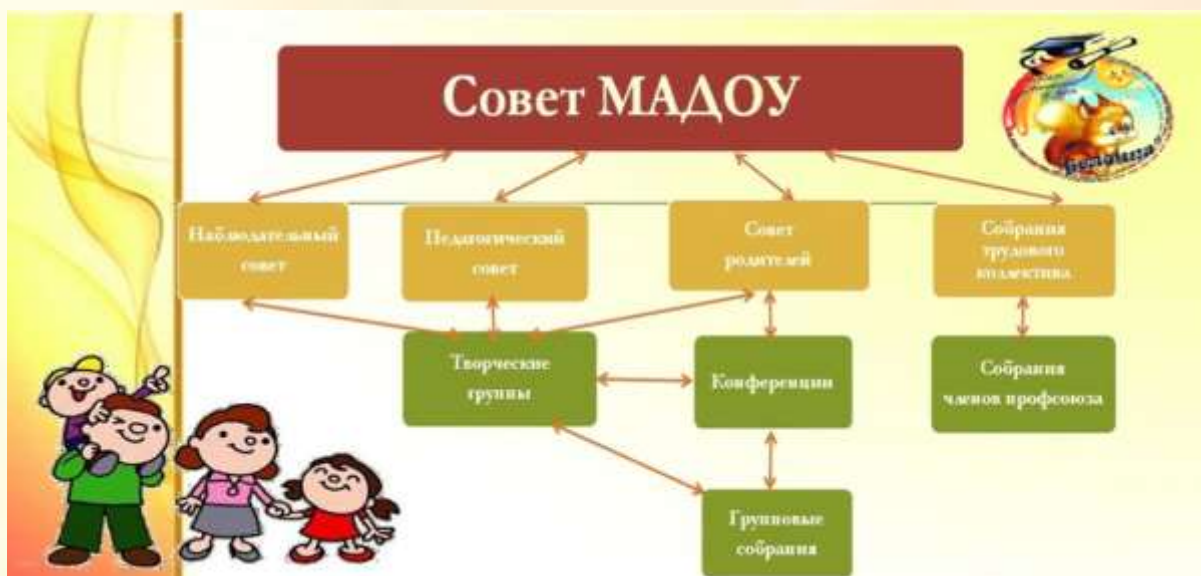 Совет МАДОУ
Наблюдательный
совет
Педагогический
совет
Совет
родителей
Собрания
трудового
коллектива
Творческие
группы
Конференции
Собрания
членов профсоюза
Групповые
собрания